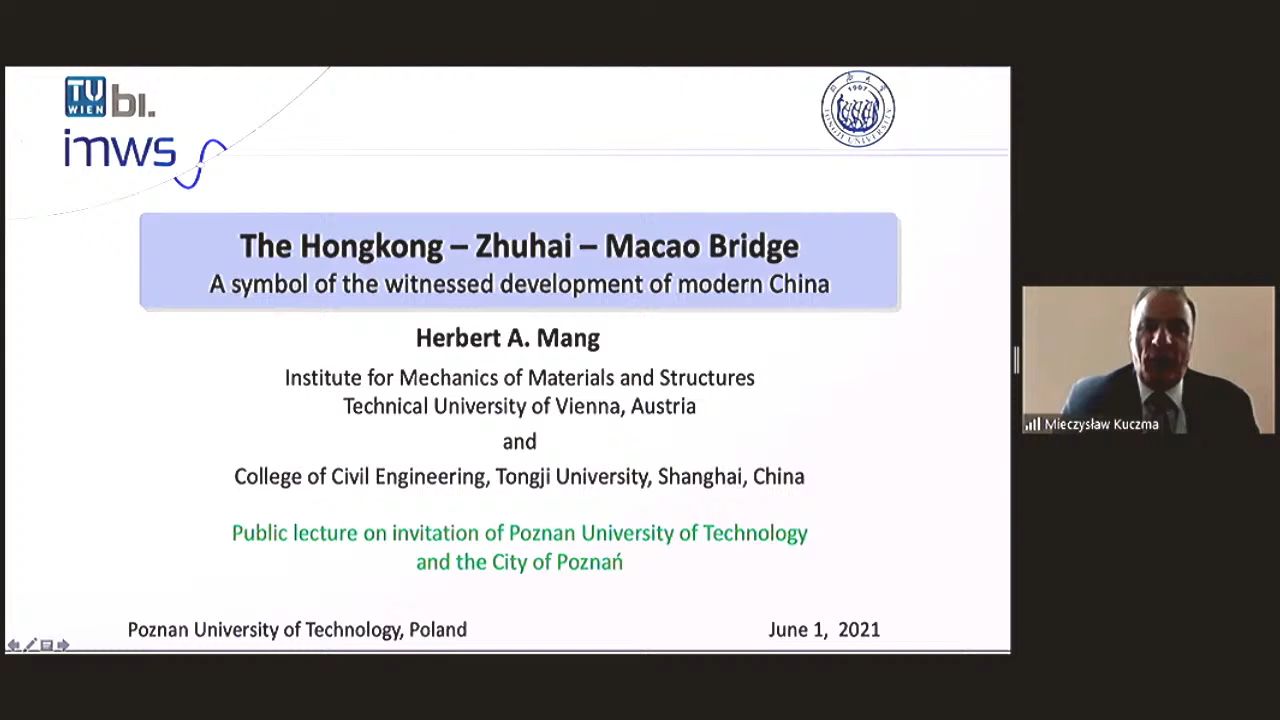 TU
WIEN
bi.
imws
1907
TONGJI UNIVERSITY
The Hongkong – Zhuhai – Macao Bridge
A symbol of the witnessed development of modern China
Herbert A. Mang
Institute for Mechanics of Materials and Structures
Technical University of Vienna, Austria
and
College of Civil Engineering, Tongji University, Shanghai, China
Public lecture on invitation of Poznan University of Technology
and the City of Poznań
Poznan University of Technology, Poland
June 1, 2021
Mieczysław Kuczma